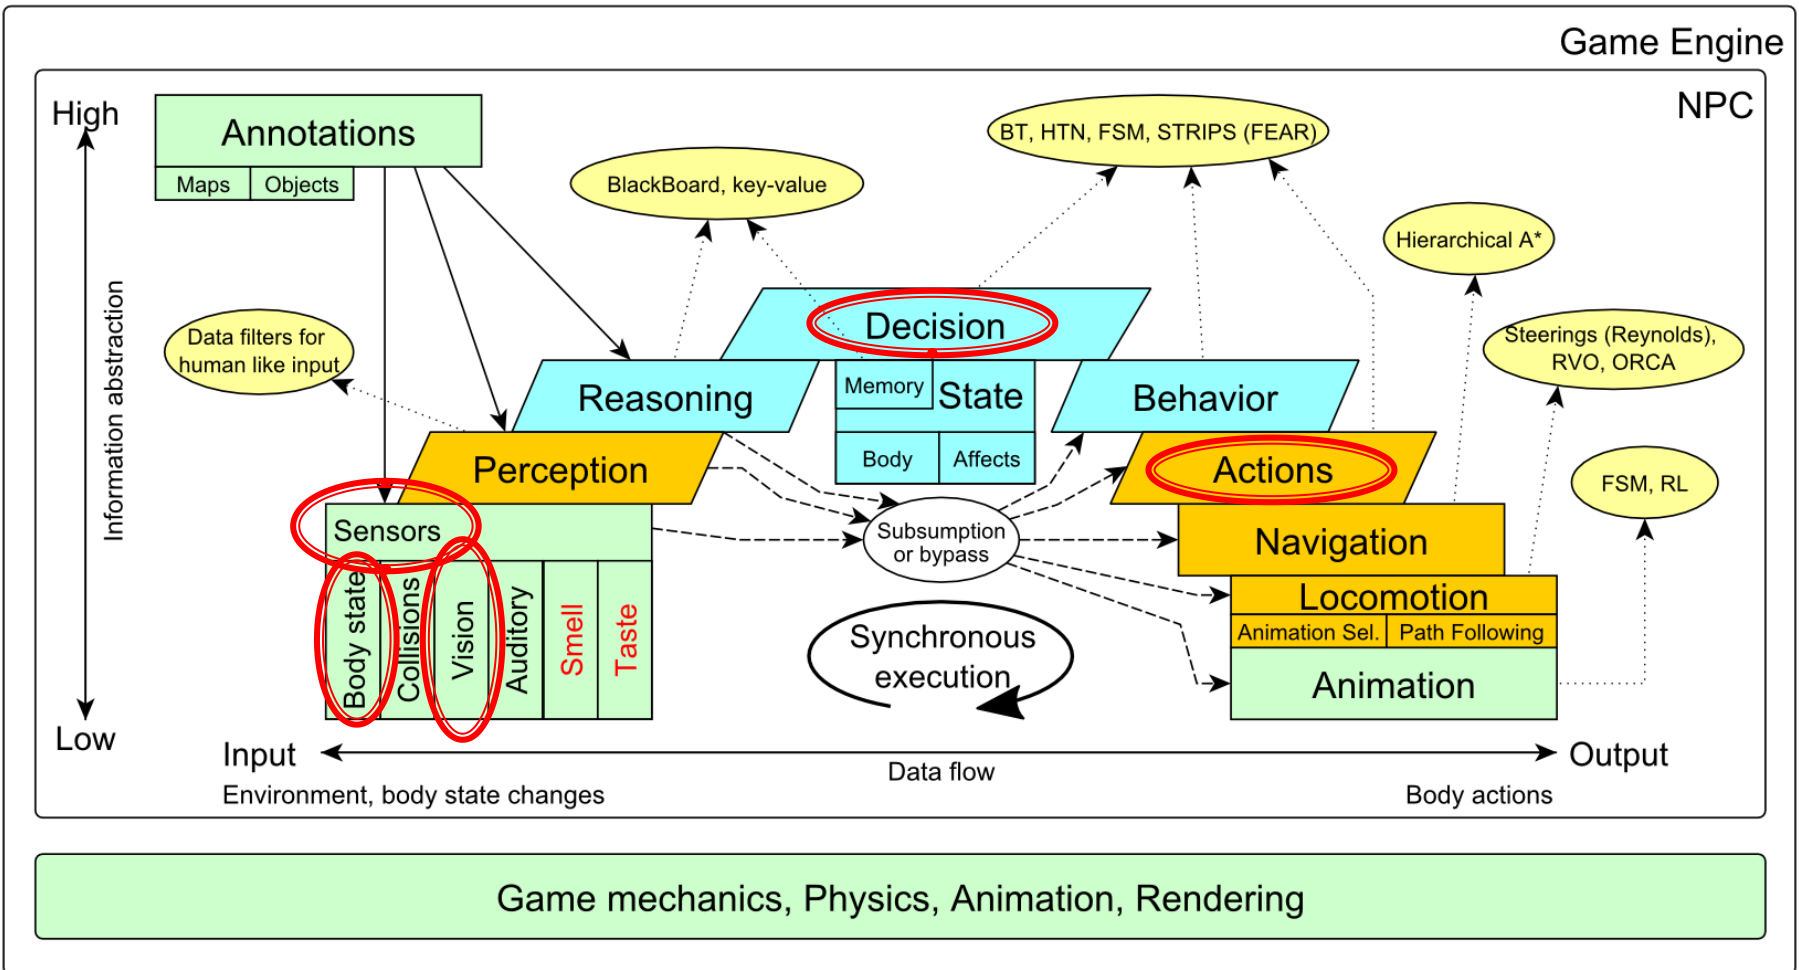 Game Engine
NPC
High
Annotations
Maps
Objects
BlackBoard, key-value
BT, HTN, FSM, STRIPS (FEAR)
Hierarchical A*
Information abstraction
Data filters for
human like input
Decision
Steerings (Reynolds),
RVO, ORCA
Reasoning
Memory
State
Behavior
Perception
Body
Affects
Actions
FSM, RL
Sensors
Subsumption
or bypass
Navigation
Body state
Collisions
Vision
Auditory
Smell
Taste
Locomotion
Animation Sel.
Path Following
Synchronous
execution
Animation
Low
Input
Data flow
Output
Environment, body state changes
Body actions
Game mechanics, Physics, Animation, Rendering